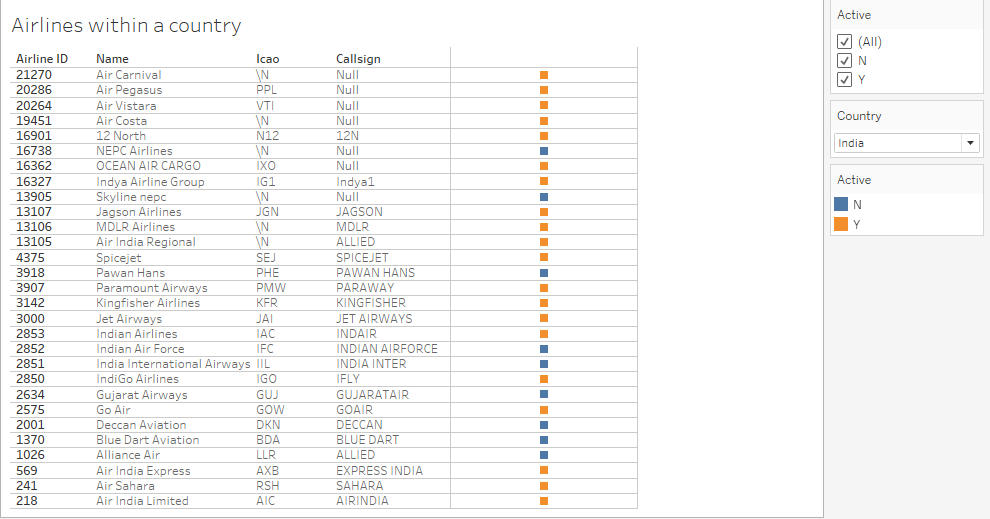 Airlines within a country
Airline ID Name Icao Callsign
21270 Air Carnival \N Null
20286 Air Pegasus PPL Null
20264 Air Vistara VTI Null
19451 Air Costa \N Null
16901 12 North N12 12N
16738 NEPC Airlines \N Null
16362 OCEAN AIR CARGO IXO Null
16327 Indya Airline Group IG1 Indya1
13905 Skyline nepc \N Null
13107 Jagson Airlines JGN JAGSON
13106 MDLR Airlines \N MDLR
13105 Air India Regional \N ALLIED
4375 Spicejet SEJ SPICEJET
3918 Pawan Hans PHE PAWAN HANS
3907 Paramount Airways PMW PARAWAY
3142 Kingfisher Airlines KFR KINGFISHER
3000 Jet Airways JAI JET AIRWAYS
2853 Indian Airlines IAC INDAIR
2852 Indian Air Force IFC INDIAN AIRFORCE
2851 India International Airways IIL INDIA INTER
2850 IndiGo Airlines IGO IFLY
2634 Gujarat Airways GUJ GUJARATAIR
2575 Go Air GOW GOAIR
2001 Deccan Aviation DKN DECCAN
1370 Blue Dart Aviation BDA BLUE DART
1026 Alliance Air LLR ALLIED
569 Air India Express AXB EXPRESS INDIA
241 Air Sahara RSH SAHARA
218 Air India Limited AIC AIRINDIA
Active
(All)
N
Y
Country
India
Active
N
Y